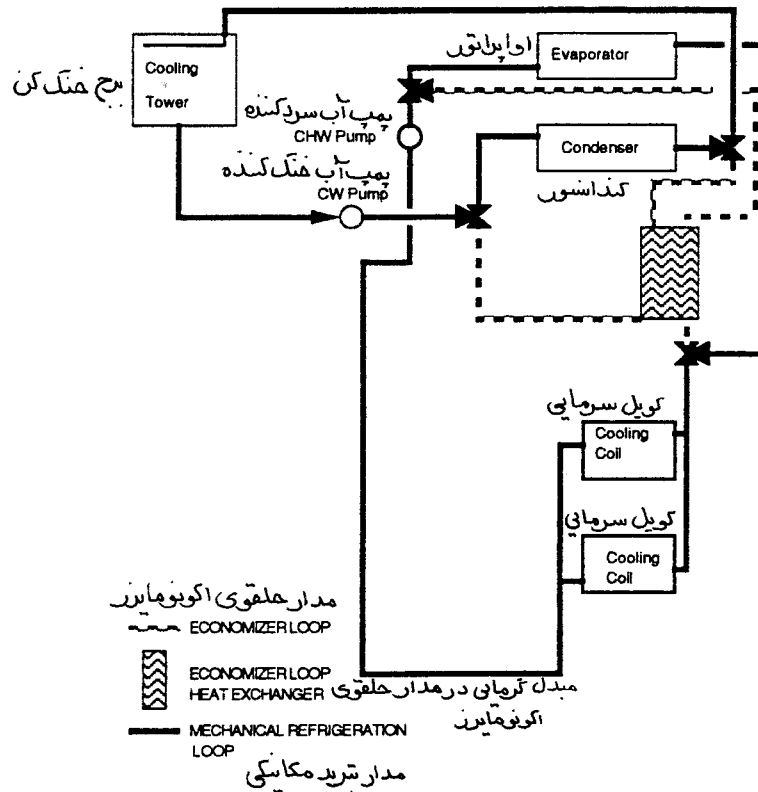 اواپراتور
Evaporator
Cooling
Tower
برج خنک کن
پمپ آب سردکننده
CHW Pump
Condenser
کندانسور
پمپ آب خنک کننده
CW Pump
کویل سرمایی
Cooling
Coil
کویل سرمایی
Cooling
Coil
مدار حلقوی اکونومایزر
ECONOMIZER LOOP
ECONOMIZER LOOP
HEAT EXCHANGER
مبدل گرمائی در مدار حلقوی
اکونومایزر
MECHANICAL REFRIGERATION
LOOP
مدار تبرید مکانیکی